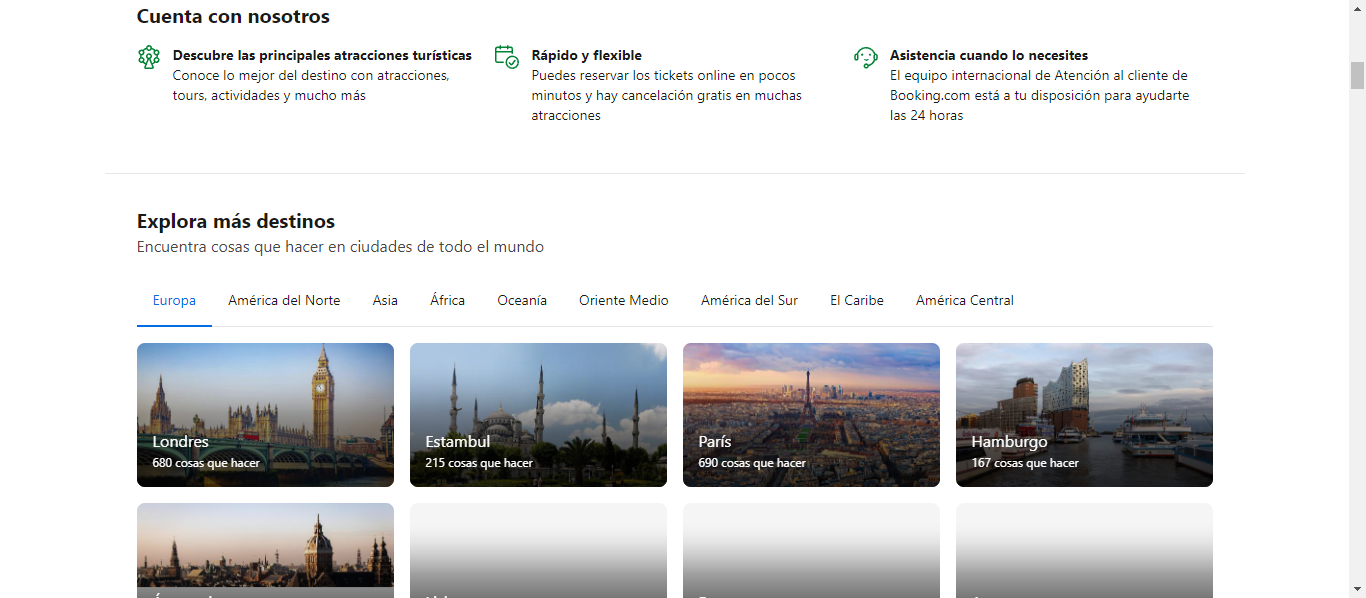 Cuenta con nosotros
Descubre las principales atracciones turísticas
Conoce lo mejor del destino con atracciones,
tours, actividades y mucho más
Rápido y flexible
Puedes reservar los tickets online en pocos
minutos y hay cancelación gratis en muchas
atracciones
Asistencia cuando lo necesites
El equipo internacional de Atención al cliente de
Booking.com está a tu disposición para ayudarte
las 24 horas
Explora más destinos
Encuentra cosas que hacer en ciudades de todo el mundo
Europa América del Norte Asia África Oceanía Oriente Medio América del Sur El Caribe América Central
Londres
680 cosas que hacer
Estambul
215 cosas que hacer
París
690 cosas que hacer
Hamburgo
167 cosas que hacer